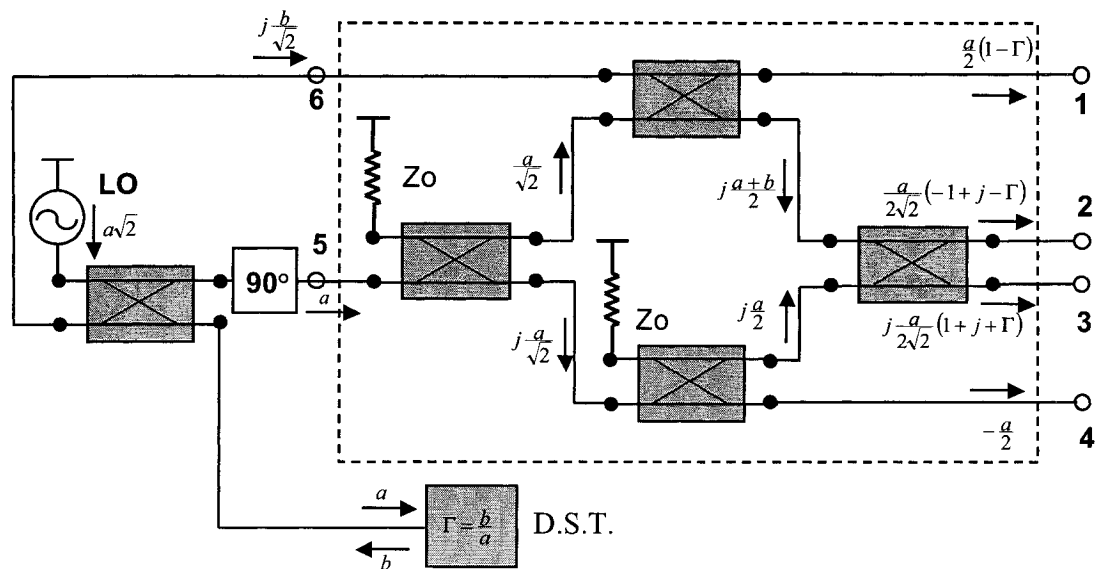 j b/√2
a/2 (1 − Γ)
6
1
Zo
a/√2
LO
j (a+b)/2
a/(2√2) (−1 + j − Γ)
2
a√2
5
90°
a
j a/√2
Zo
j a/2
j a/(2√2) (1 + j + Γ)
3
−a/2
4
a
Γ = b/a
D.S.T.
b